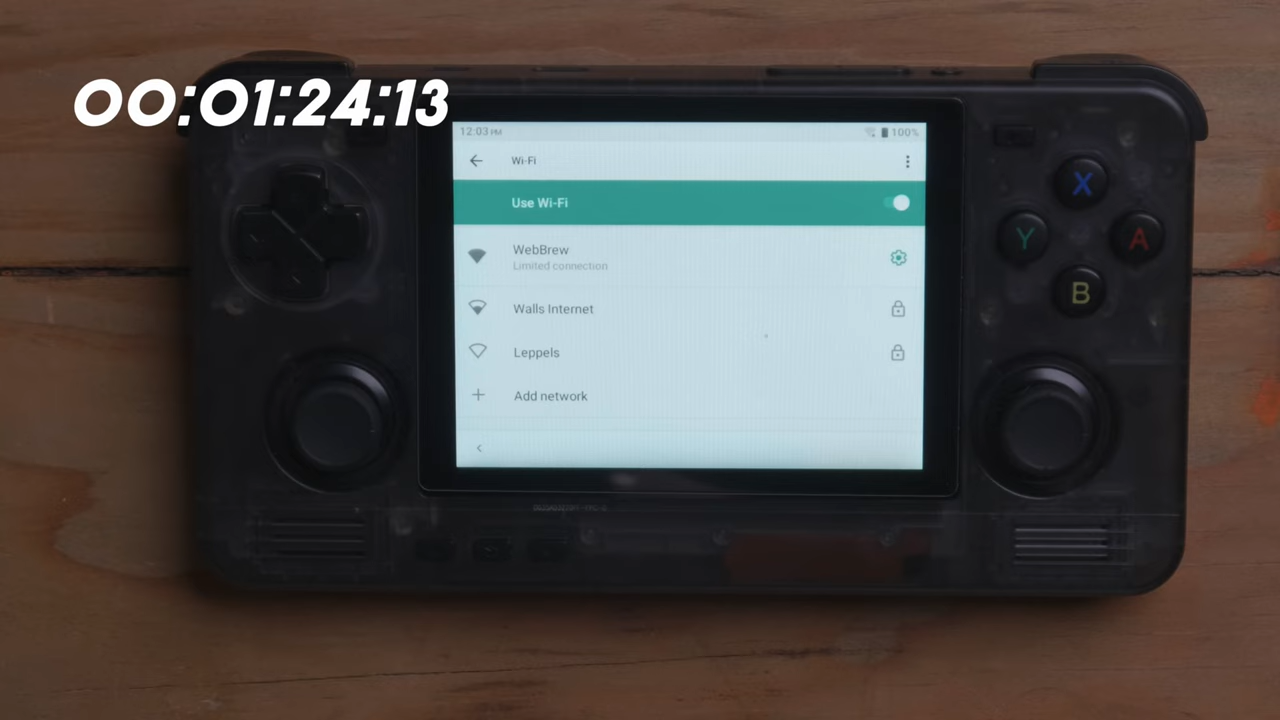 00:01:24:13
12:03 PM
100%
Wi-Fi
Use Wi-Fi
WebBrew
Limited connection
Walls Internet
Leppels
Add network
X
Y
A
B